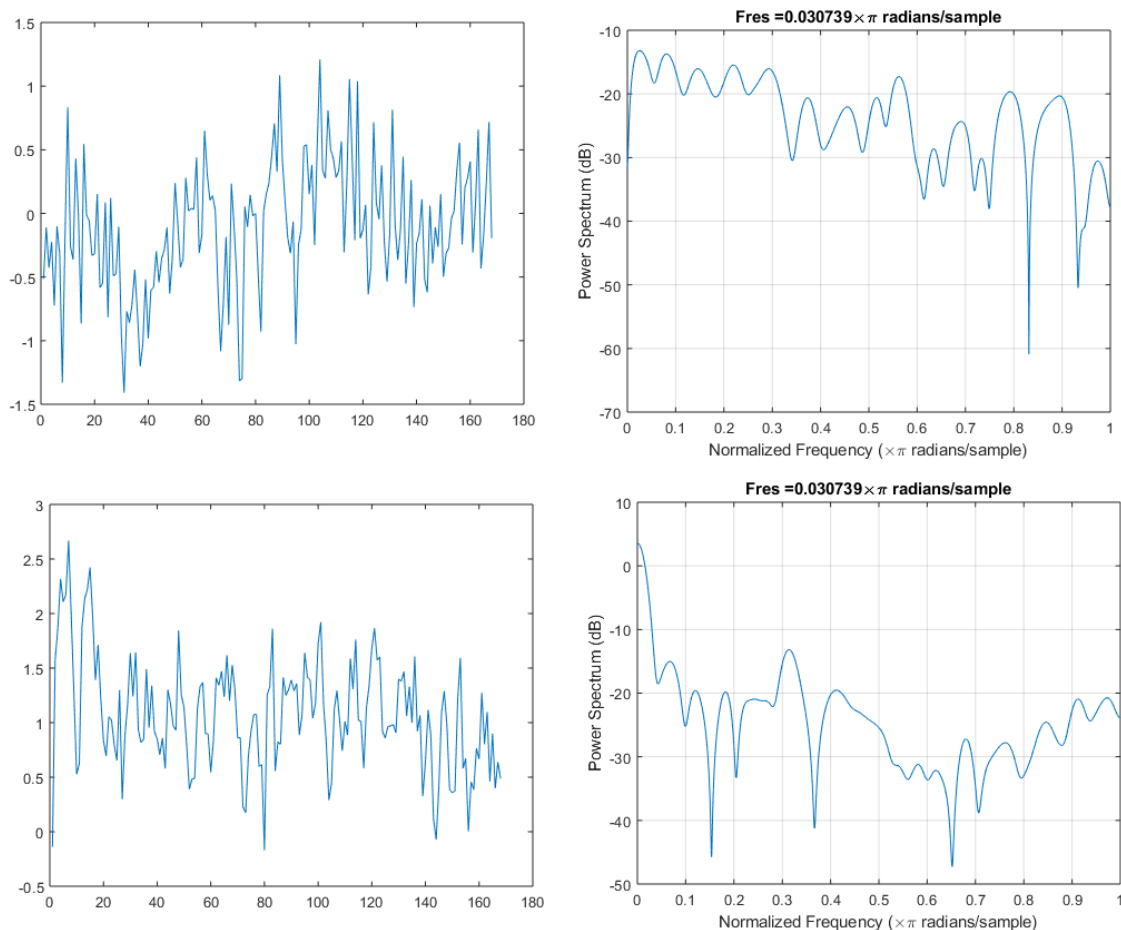 1.5
1
0.5
0
-0.5
-1
-1.5
0 20 40 60 80 100 120 140 160 180
Fres =0.030739×π radians/sample
Power Spectrum (dB)
-10
-20
-30
-40
-50
-60
-70
0 0.1 0.2 0.3 0.4 0.5 0.6 0.7 0.8 0.9 1
Normalized Frequency (×π radians/sample)
3
2.5
2
1.5
1
0.5
0
-0.5
0 20 40 60 80 100 120 140 160 180
Fres =0.030739×π radians/sample
Power Spectrum (dB)
10
0
-10
-20
-30
-40
-50
0 0.1 0.2 0.3 0.4 0.5 0.6 0.7 0.8 0.9 1
Normalized Frequency (×π radians/sample)